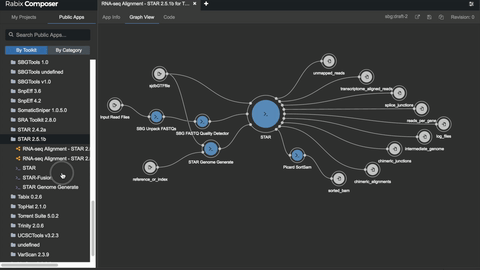 Rabix Composer
RNA-seq Alignment - STAR 2.5.1b for T...
My Projects
Public Apps
App Info
Graph View
Code
sbg:draft-2
Revision: 0
Search Public Apps...
By Toolkit
By Category
SBGTools 1.0
SBGTools undefined
SBGTools v1.0
SnpEff 3.6
SnpEff 4.2
SomaticSniper 1.0.5.0
SRA Toolkit 2.8.0
STAR 2.4.2a
STAR 2.5.1b
RNA-seq Alignment - STAR 2.
RNA-seq Alignment - STAR 2.
STAR
STAR-Fusion
STAR Genome Generate
Tabix 0.2.6
TopHat 2.1.0
Torrent Suite 5.0.2
Trinity 2.0.6
UCSCTools v3.2.3
undefined
VarScan 2.3.9
unmapped_reads
sjdbGTFfile
transcriptome_aligned_reads
splice_junctions
Input Read Files
SBG Unpack FASTQs
SBG FASTQ Quality Detector
reads_per_gene
log_files
STAR
STAR Genome Generate
intermediate_genome
Picard SortSam
chimeric_junctions
reference_or_index
chimeric_alignments
sorted_bam